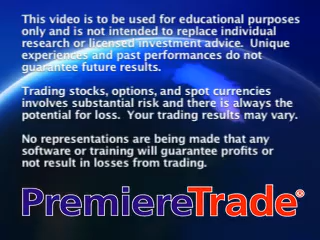 This video is to be used for educational purposes
only and is not intended to replace individual
research or licensed investment advice.  Unique
experiences and past performances do not
guarantee future results.
Trading stocks, options, and spot currencies
involves substantial risk and there is always the
potential for loss.  Your trading results may vary.
No representations are being made that any
software or training will guarantee profits or
not result in losses from trading.
PremiereTrade®